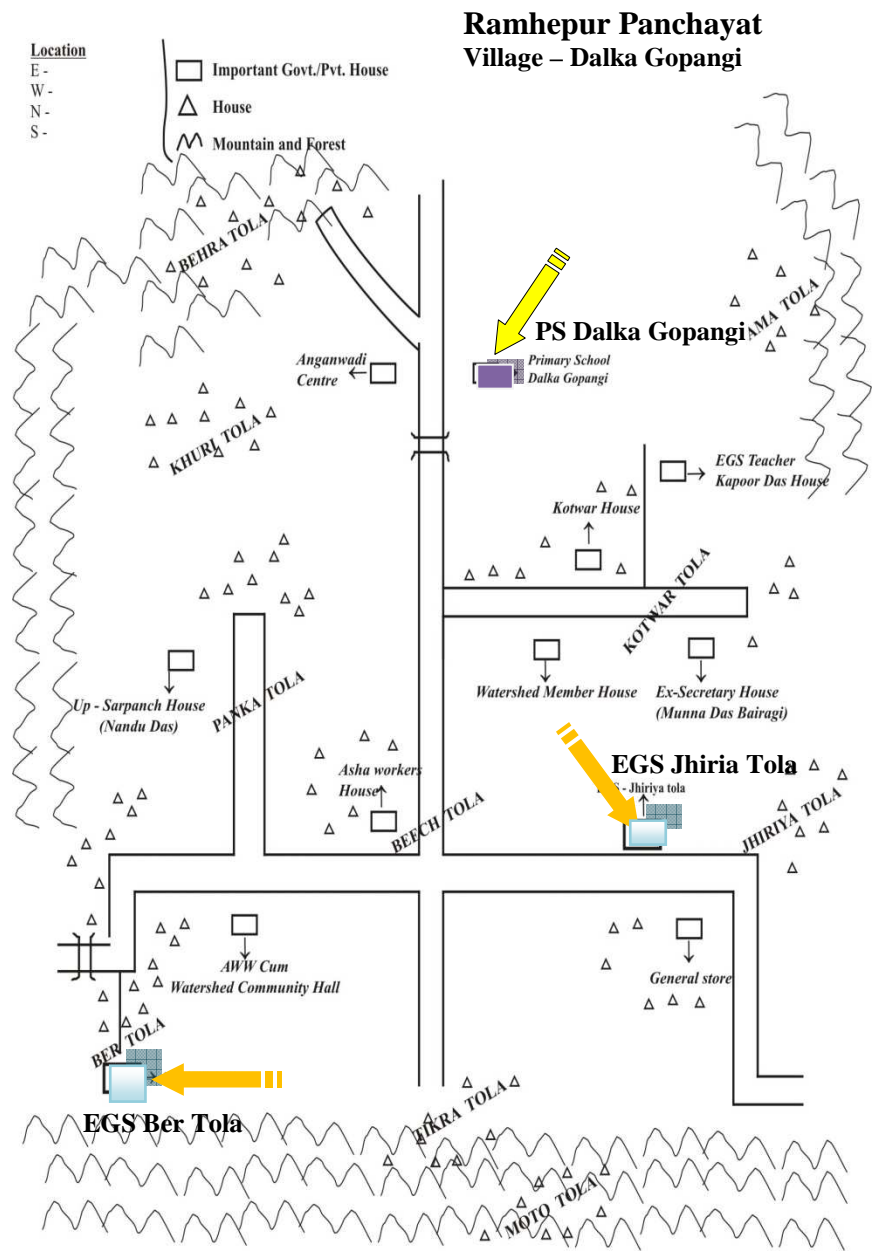 Ramhepur Panchayat
Village – Dalka Gopangi
Location
E -
W -
N -
S -
Important Govt./Pvt. House
House
Mountain and Forest
BEHRA TOLA
AMA TOLA
PS Dalka Gopangi
Anganwadi
Centre
Primary School
Dalka Gopangi
KHURI TOLA
EGS Teacher
Kapoor Das House
Kotwar House
KOTWAR TOLA
Up - Sarpanch House
(Nandu Das)
PANKA TOLA
Watershed Member House
Ex-Secretary House
(Munna Das Bairagi)
EGS Jhiria Tola
- Jhiriya tola
Asha workers
House
BEECH TOLA
JHIRIYA TOLA
AWW Cum
Watershed Community Hall
General store
BER TOLA
EGS Ber Tola
TIKRA TOLA
MOTO TOLA